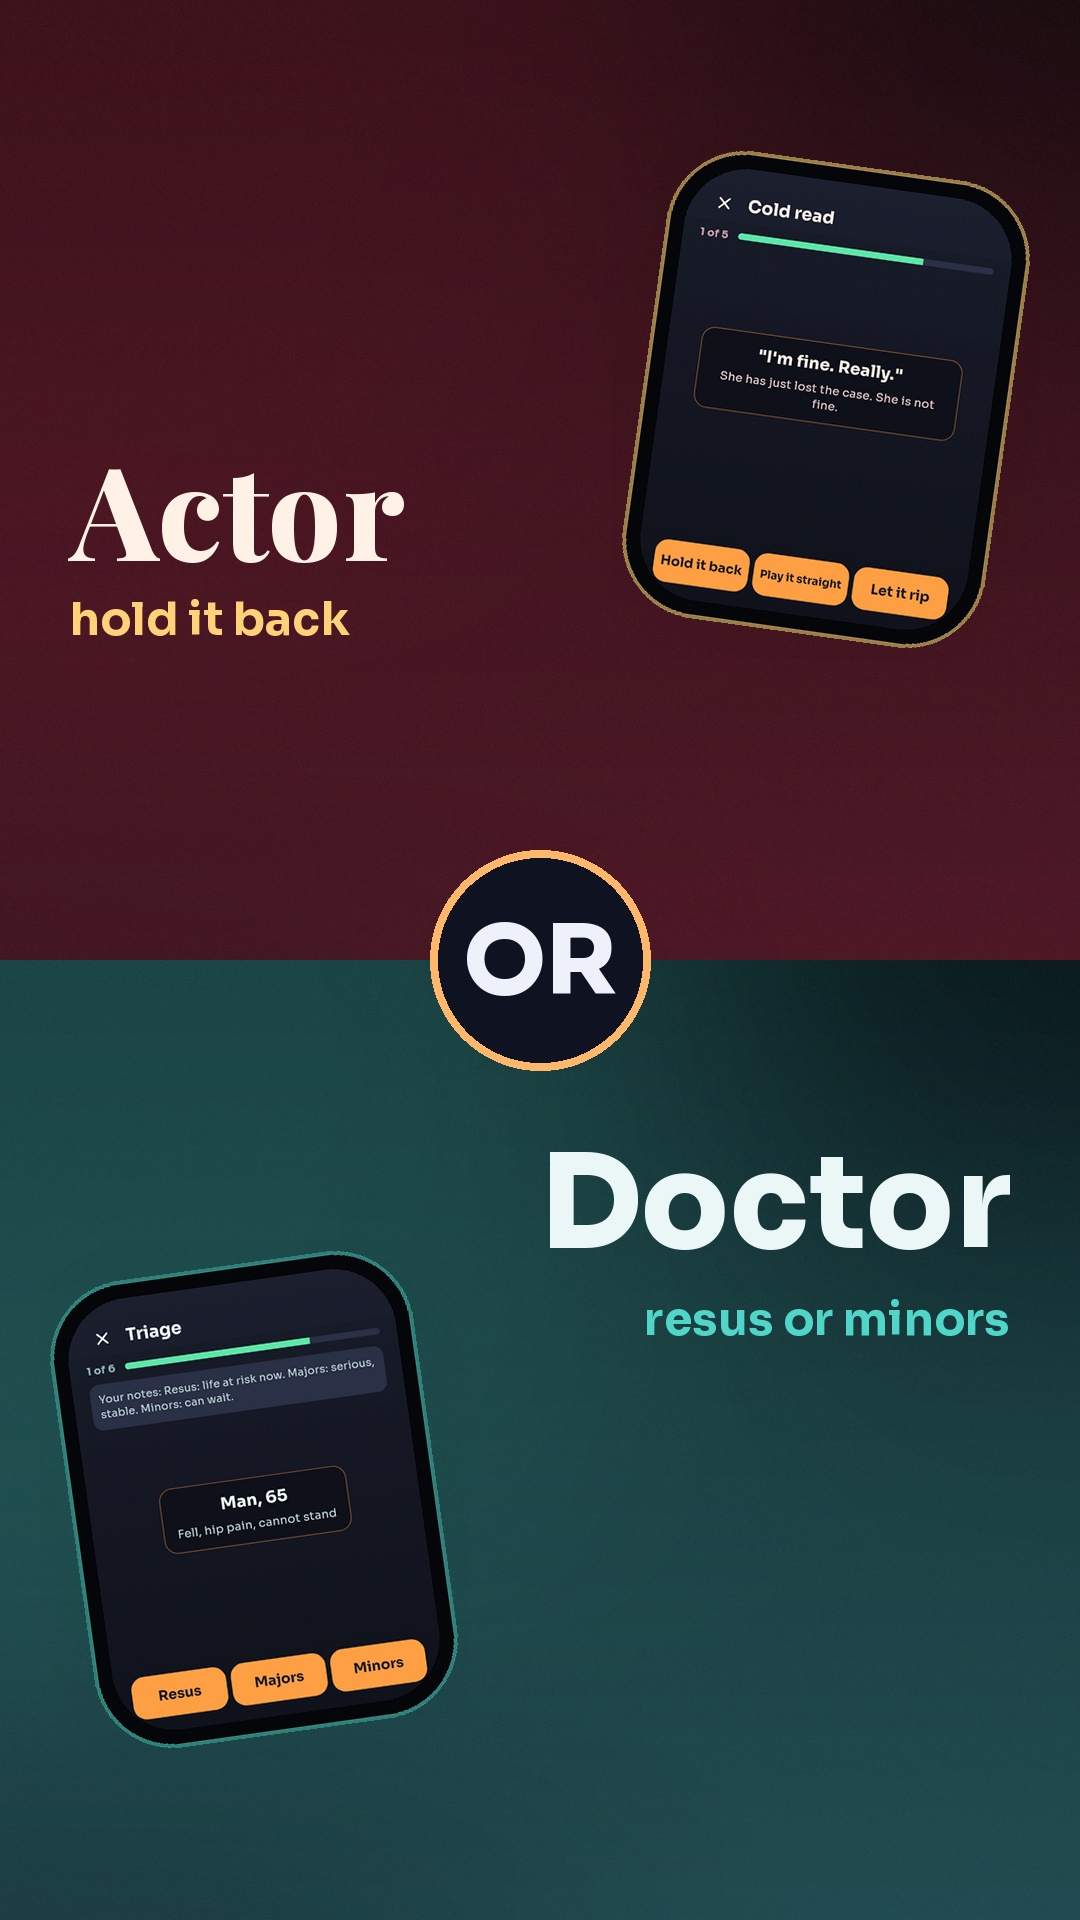 Cold read
1 of 5
"I'm fine. Really."
She has just lost the case. She is not
fine.
Hold it back
Play it straight
Let it rip
Actor
hold it back
OR
Doctor
resus or minors
Triage
1 of 6
Your notes: Resus: life at risk now. Majors: serious,
stable. Minors: can wait.
Man, 65
Fell, hip pain, cannot stand
Resus
Majors
Minors